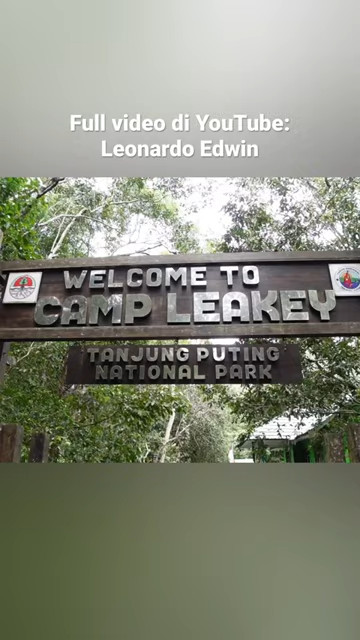 Full video di YouTube:
Leonardo Edwin
WELCOME TO
CAMP LEAKEY
TANJUNG PUTING
NATIONAL PARK